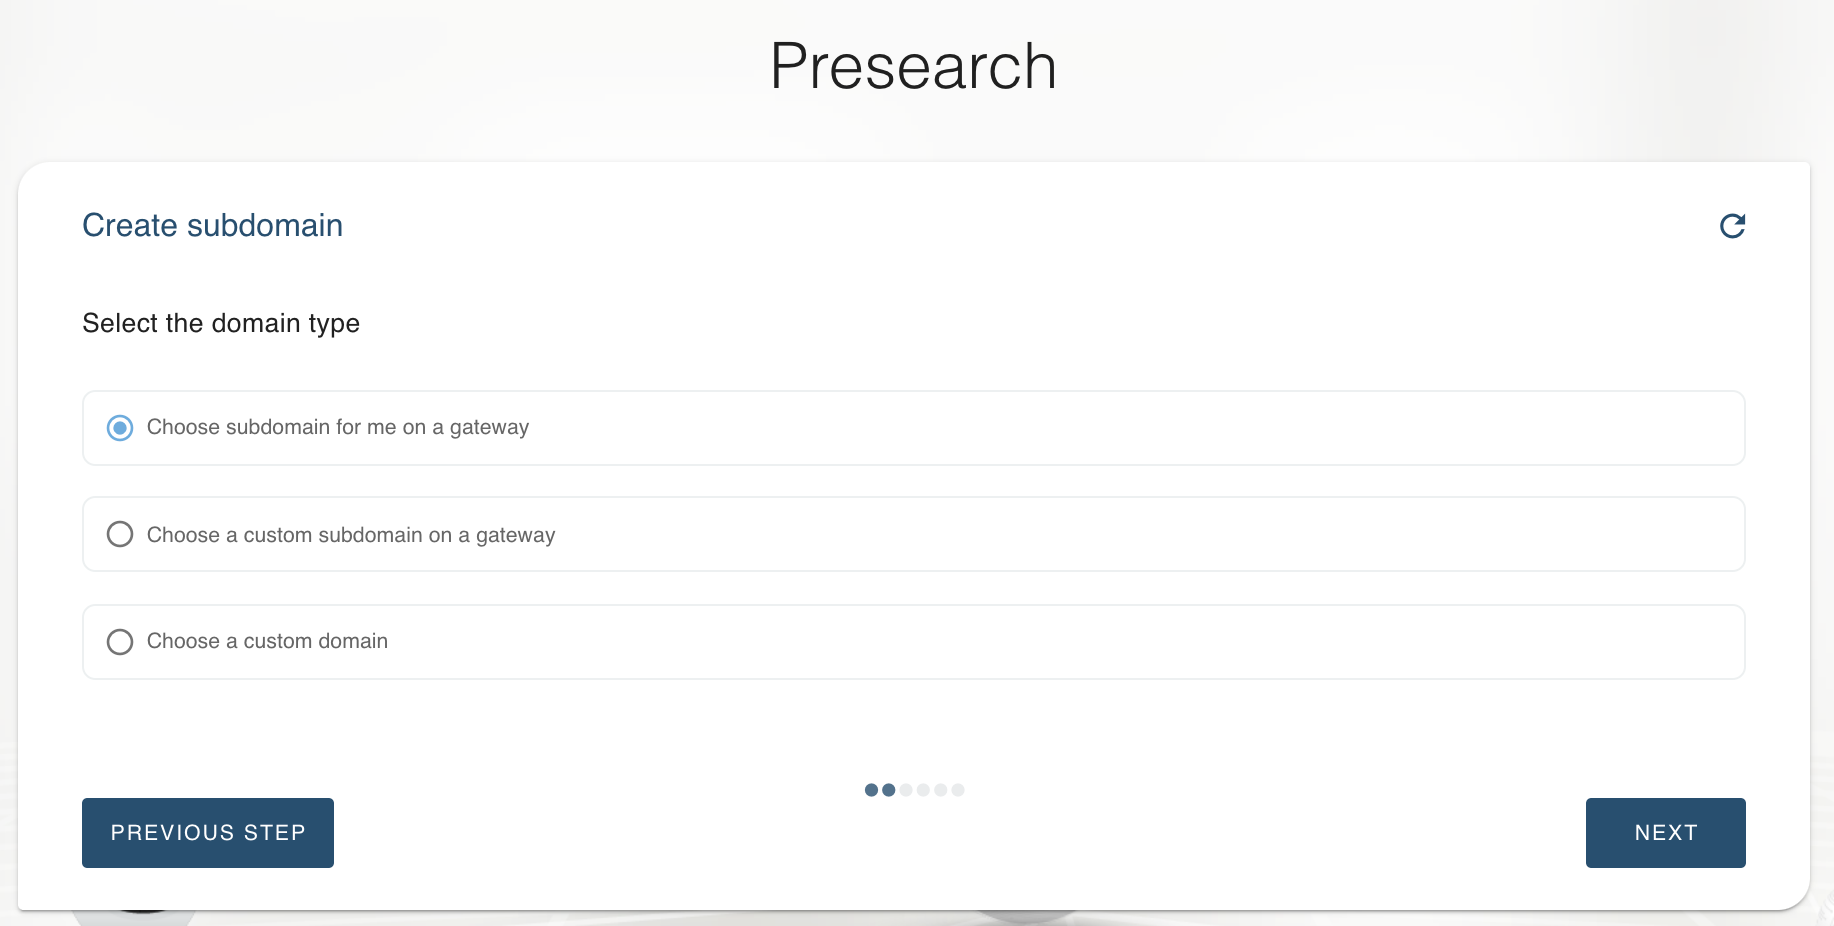 Presearch
Create subdomain
Select the domain type
Choose subdomain for me on a gateway
Choose a custom subdomain on a gateway
Choose a custom domain
PREVIOUS STEP
NEXT